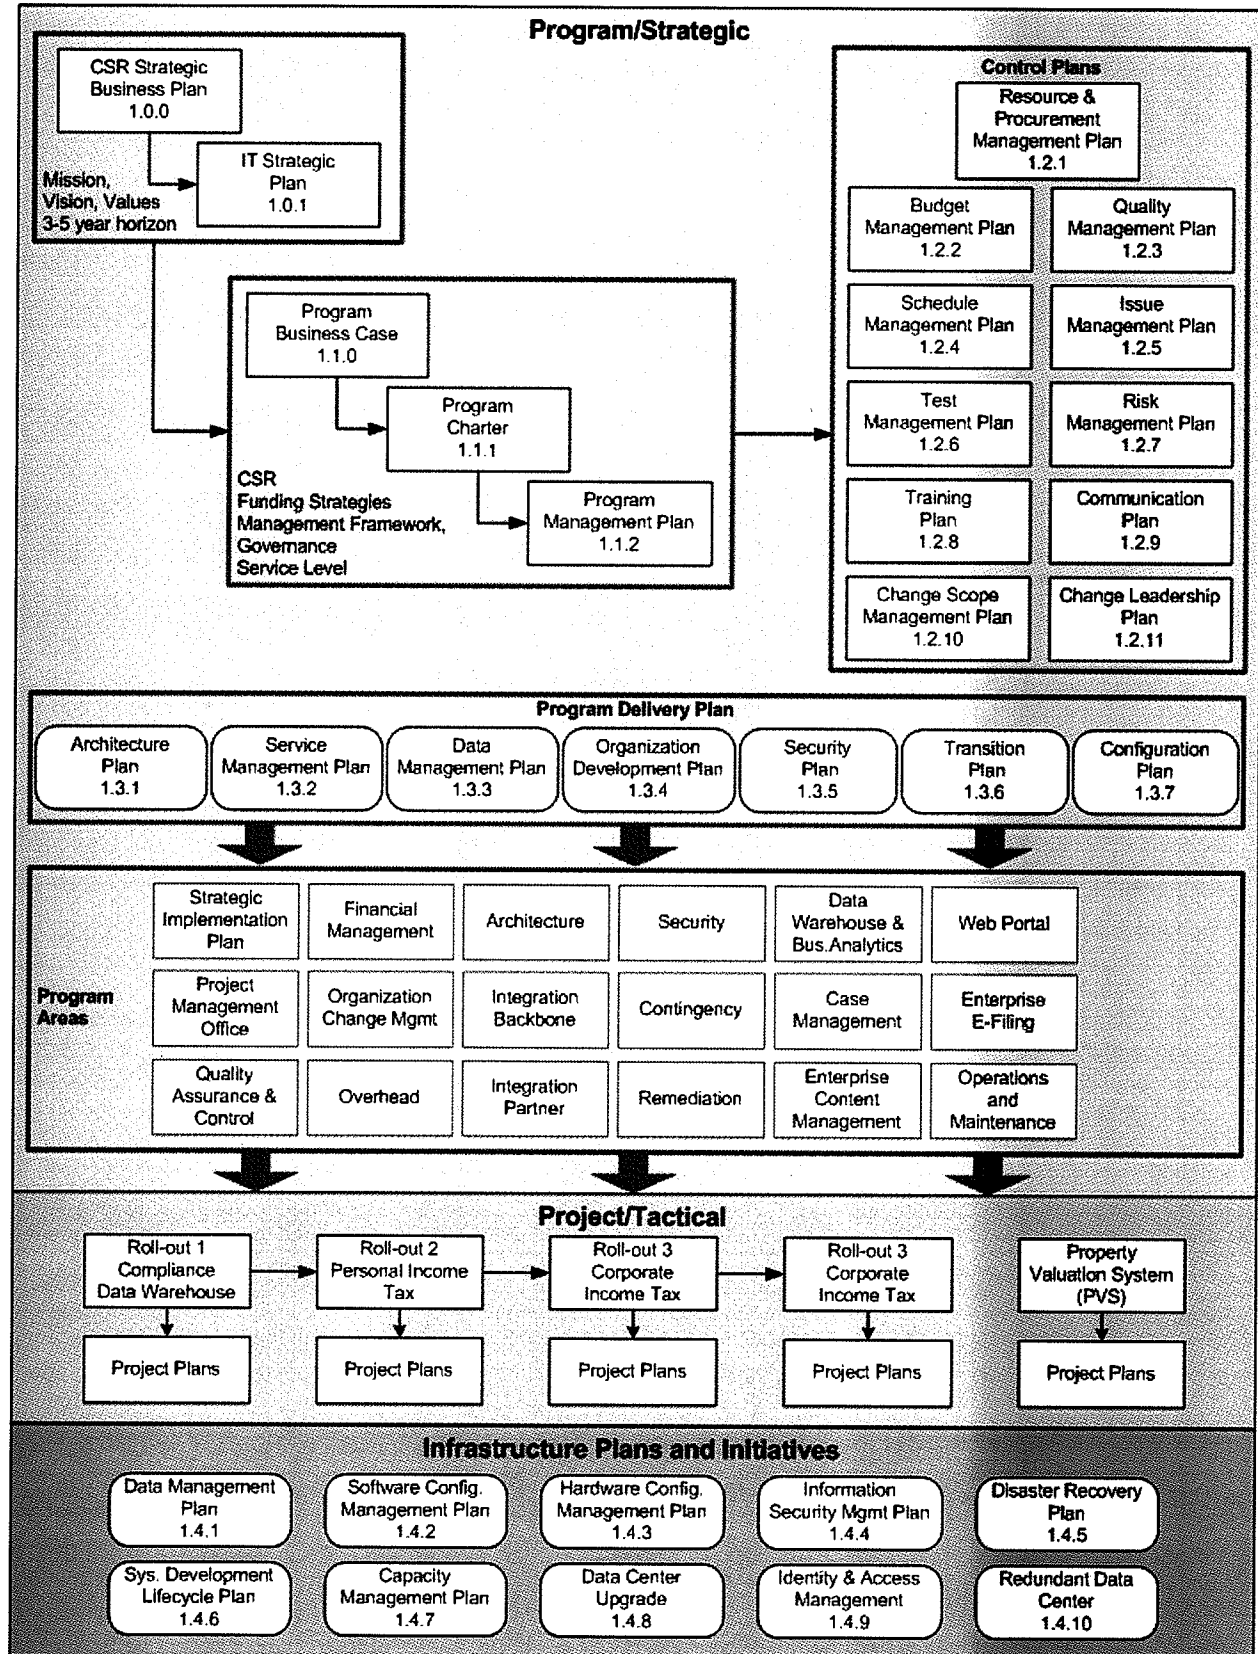 Program/Strategic
CSR Strategic
Business Plan
1.0.0
IT Strategic
Plan
1.0.1
Mission,
Vision, Values
3-5 year horizon
Program
Business Case
1.1.0
Program
Charter
1.1.1
Program
Management Plan
1.1.2
CSR
Funding Strategies
Management Framework,
Governance
Service Level
Control Plans
Resource &
Procurement
Management Plan
1.2.1
Budget
Management Plan
1.2.2
Quality
Management Plan
1.2.3
Schedule
Management Plan
1.2.4
Issue
Management Plan
1.2.5
Test
Management Plan
1.2.6
Risk
Management Plan
1.2.7
Training
Plan
1.2.8
Communication
Plan
1.2.9
Change Scope
Management Plan
1.2.10
Change Leadership
Plan
1.2.11
Program Delivery Plan
Architecture
Plan
1.3.1
Service
Management Plan
1.3.2
Data
Management Plan
1.3.3
Organization
Development Plan
1.3.4
Security
Plan
1.3.5
Transition
Plan
1.3.6
Configuration
Plan
1.3.7
Program
Areas
Strategic
Implementation
Plan
Financial
Management
Architecture
Security
Data
Warehouse &
Bus.Analytics
Web Portal
Project
Management
Office
Organization
Change Mgmt
Integration
Backbone
Contingency
Case
Management
Enterprise
E-Filing
Quality
Assurance &
Control
Overhead
Integration
Partner
Remediation
Enterprise
Content
Management
Operations
and
Maintenance
Project/Tactical
Roll-out 1
Compliance
Data Warehouse
Roll-out 2
Personal Income
Tax
Roll-out 3
Corporate
Income Tax
Roll-out 3
Corporate
Income Tax
Property
Valuation System
(PVS)
Project Plans
Project Plans
Project Plans
Project Plans
Project Plans
Infrastructure Plans and Initiatives
Data Management
Plan
1.4.1
Software Config.
Management Plan
1.4.2
Hardware Config.
Management Plan
1.4.3
Information
Security Mgmt Plan
1.4.4
Disaster Recovery
Plan
1.4.5
Sys. Development
Lifecycle Plan
1.4.6
Capacity
Management Plan
1.4.7
Data Center
Upgrade
1.4.8
Identity & Access
Management
1.4.9
Redundant Data
Center
1.4.10